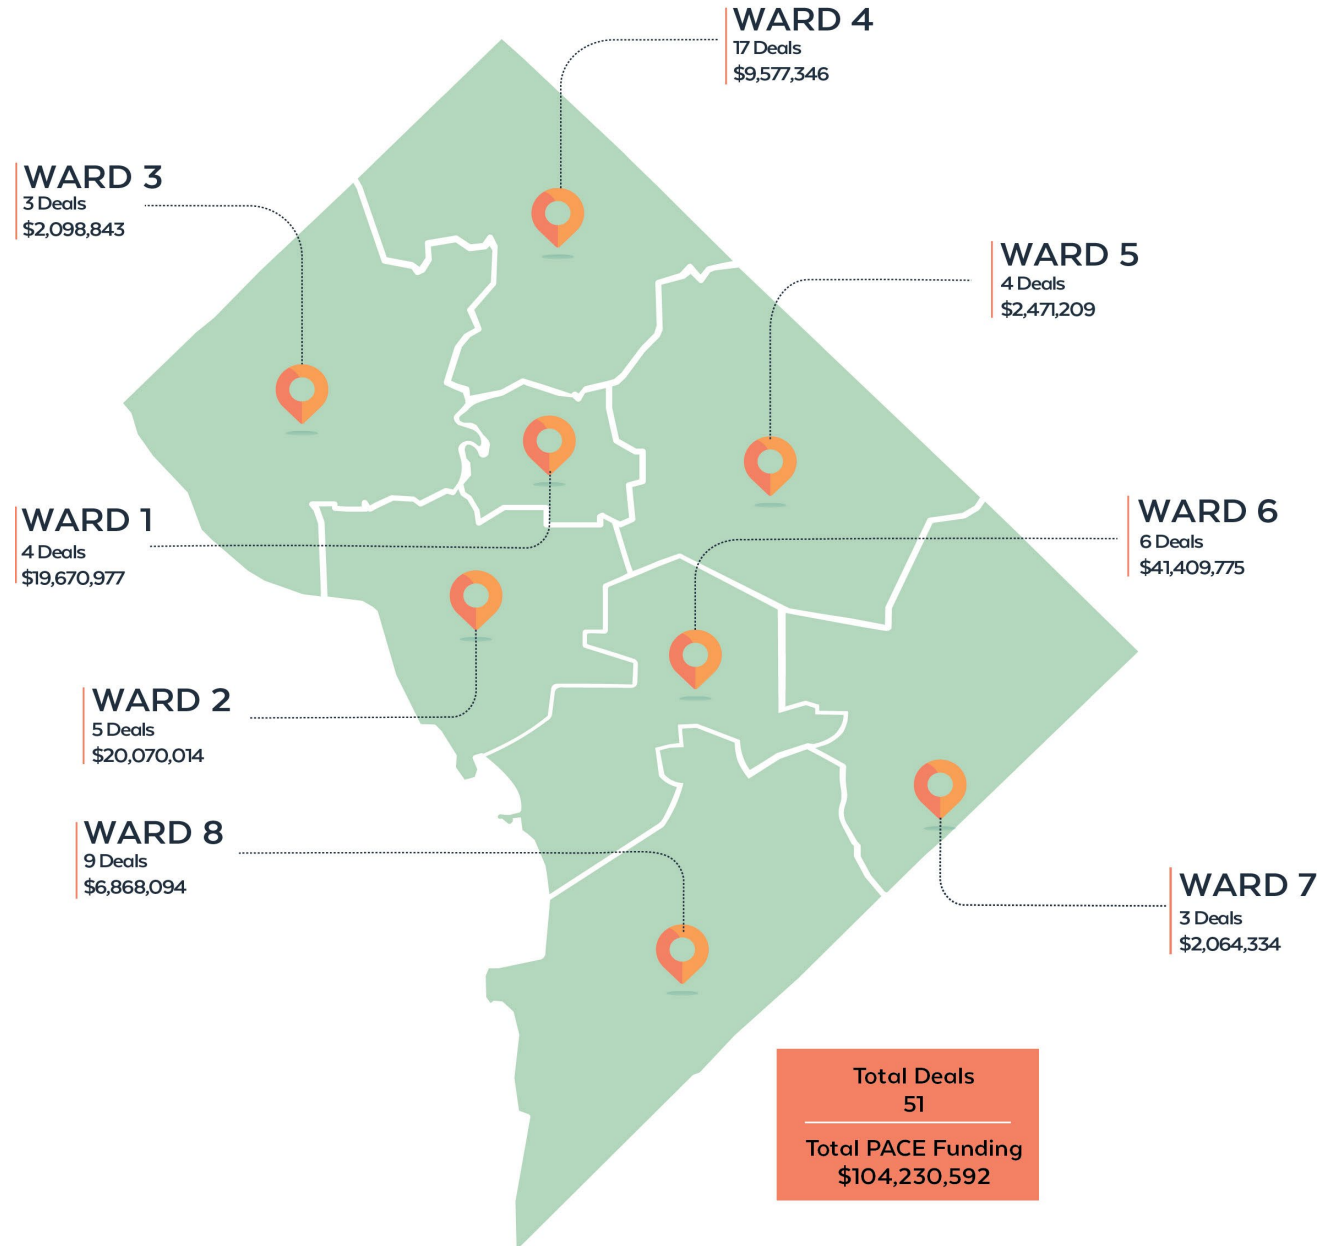 WARD 4
17 Deals
$9,577,346
WARD 3
3 Deals
$2,098,843
WARD 5
4 Deals
$2,471,209
WARD 1
4 Deals
$19,670,977
WARD 6
6 Deals
$41,409,775
WARD 2
5 Deals
$20,070,014
WARD 8
9 Deals
$6,868,094
WARD 7
3 Deals
$2,064,334
Total Deals
51
Total PACE Funding
$104,230,592